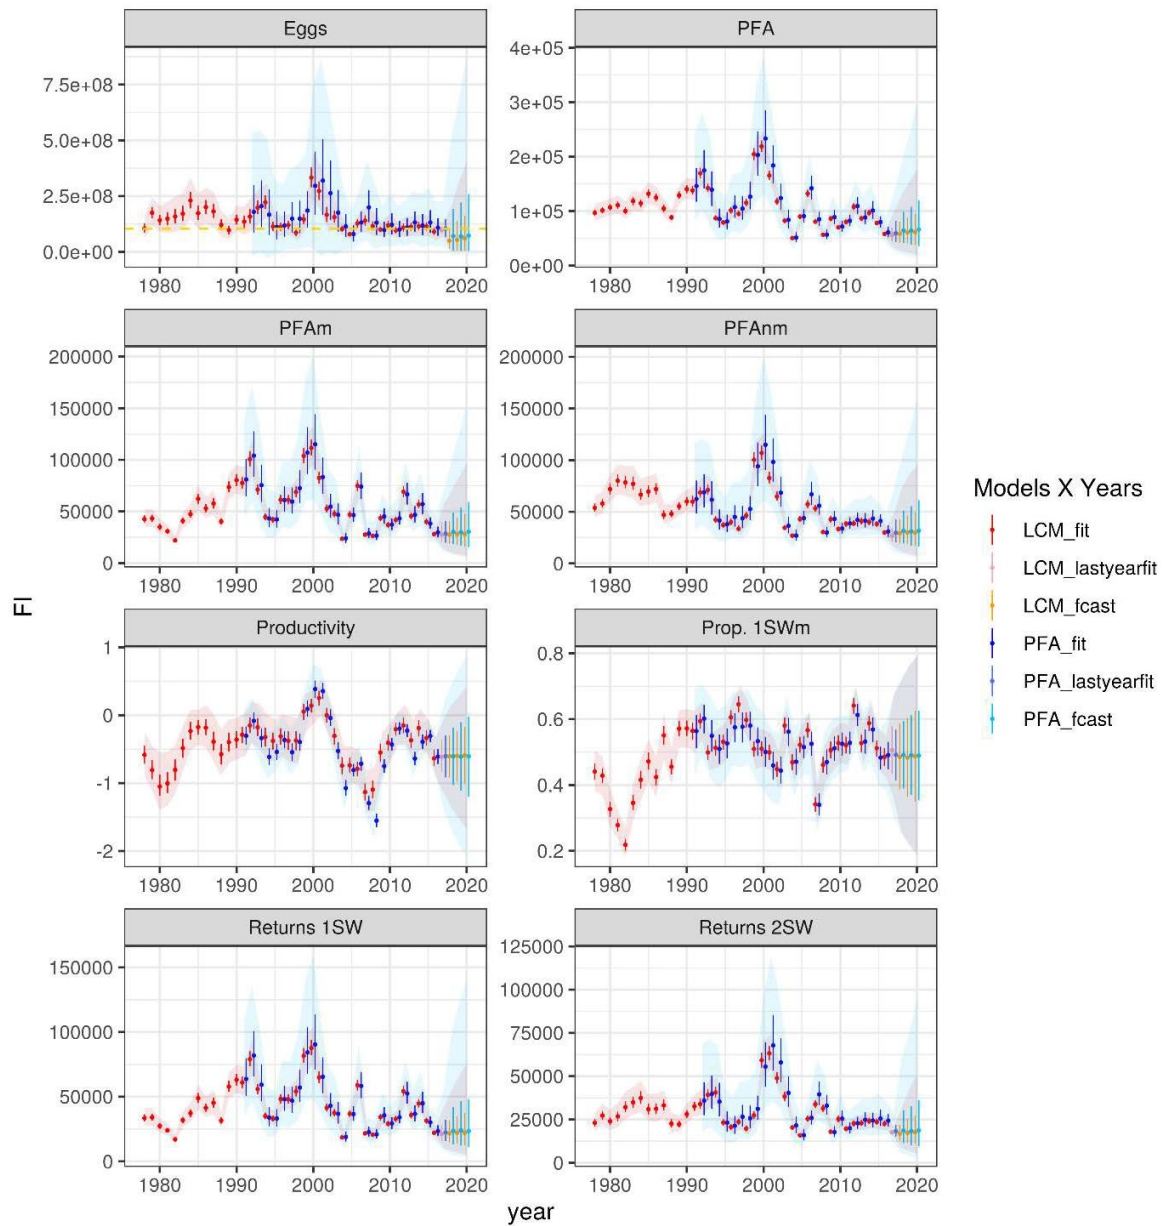 Eggs
PFA
7.5e+08
5.0e+08
2.5e+08
0.0e+00
4e+05
3e+05
2e+05
1e+05
0e+00
1980 1990 2000 2010 2020
1980 1990 2000 2010 2020
PFAm
PFAnm
200000
150000
100000
50000
0
200000
150000
100000
50000
0
1980 1990 2000 2010 2020
1980 1990 2000 2010 2020
FI
Productivity
Prop. 1SWm
1
0
-1
-2
0.8
0.6
0.4
0.2
1980 1990 2000 2010 2020
1980 1990 2000 2010 2020
Returns 1SW
Returns 2SW
150000
100000
50000
0
125000
100000
75000
50000
25000
0
1980 1990 2000 2010 2020
1980 1990 2000 2010 2020
year
Models X Years
LCM_fit
LCM_lastyearfit
LCM_fcast
PFA_fit
PFA_lastyearfit
PFA_fcast